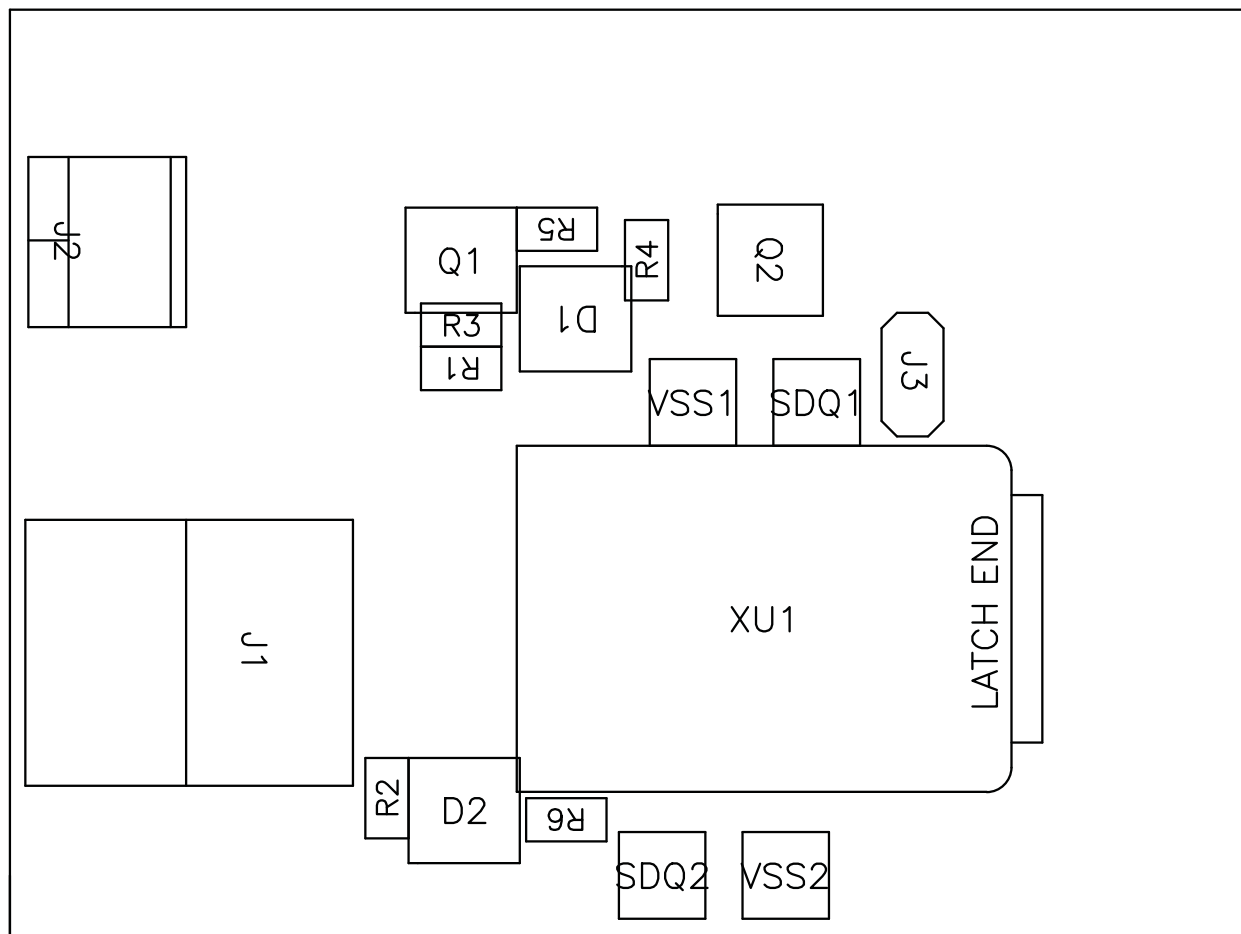 J2
R5
Q1
R4
Q2
D1
R3
R1
J3
VSS1
SDQ1
LATCH END
XU1
J1
R2
D2
R6
SDQ2
VSS2